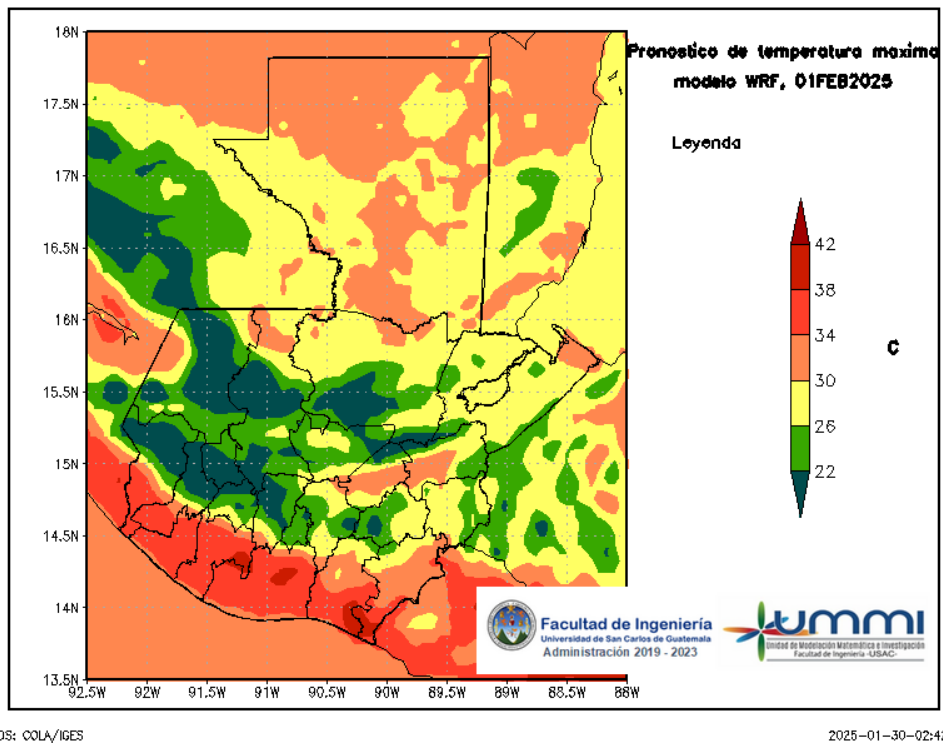 Pronostico de temperatura maxima
modelo WRF, 01FEB2025
Leyenda
42
38
34
30
26
22
C
18N
17.5N
17N
16.5N
16N
15.5N
15N
14.5N
14N
13.5N
92.5W
92W
91.5W
91W
90.5W
90W
89.5W
89W
88.5W
88W
Facultad de Ingeniería
Universidad de San Carlos de Guatemala
Administración 2019 - 2023
UMMI
Unidad de Modelación Matemática e Investigación
Facultad de Ingeniería -USAC-
COLA/IGES
2025-01-30-02:4